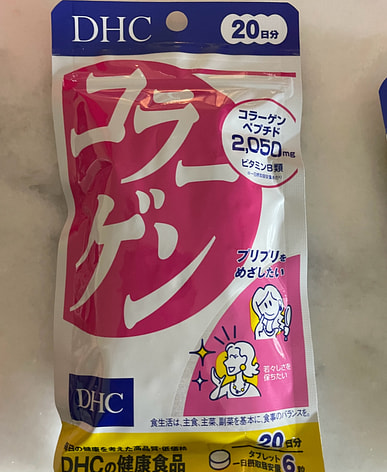 DHC
20日分
コラーゲン
コラーゲン
ペプチド
2,050mg
ビタミンB類
プリプリを
めざしたい
若々しさを
保ちたい
DHC
食生活は、主食、主菜、副菜を基本に、食事のバランスを。
20日分
タブレット
一日摂取目安量6粒
DHCの健康食品